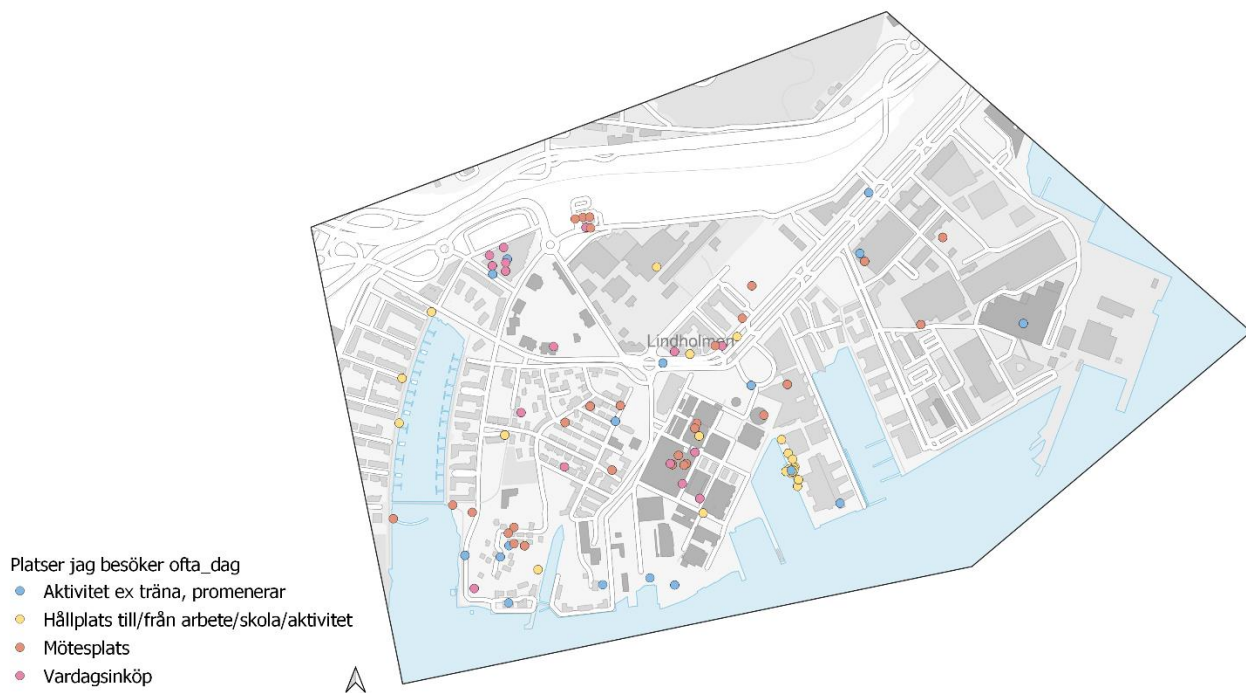 Lindholmen
Platser jag besöker ofta_dag
Aktivitet ex träna, promenerar
Hållplats till/från arbete/skola/aktivitet
Mötesplats
Vardagsinköp